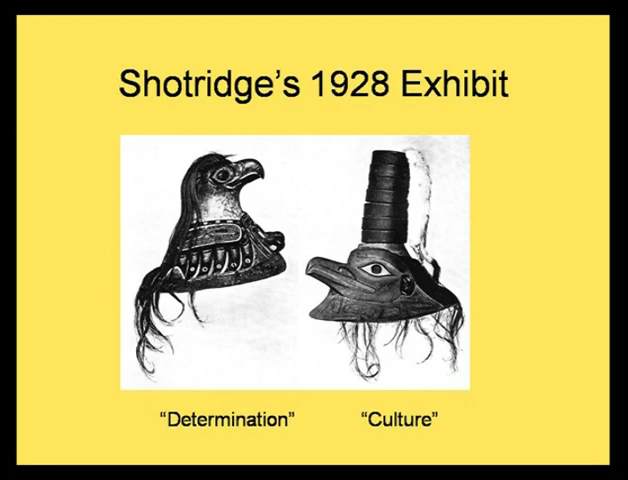 Shotridge’s 1928 Exhibit
“Determination” “Culture”